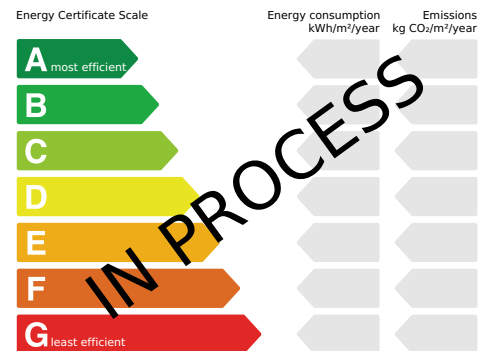 Energy Certificate Scale
Energy consumption
kWh/m²/year
Emissions
kg CO₂/m²/year
A most efficient
B
C
D
E
F
G least efficient
IN PROCESS